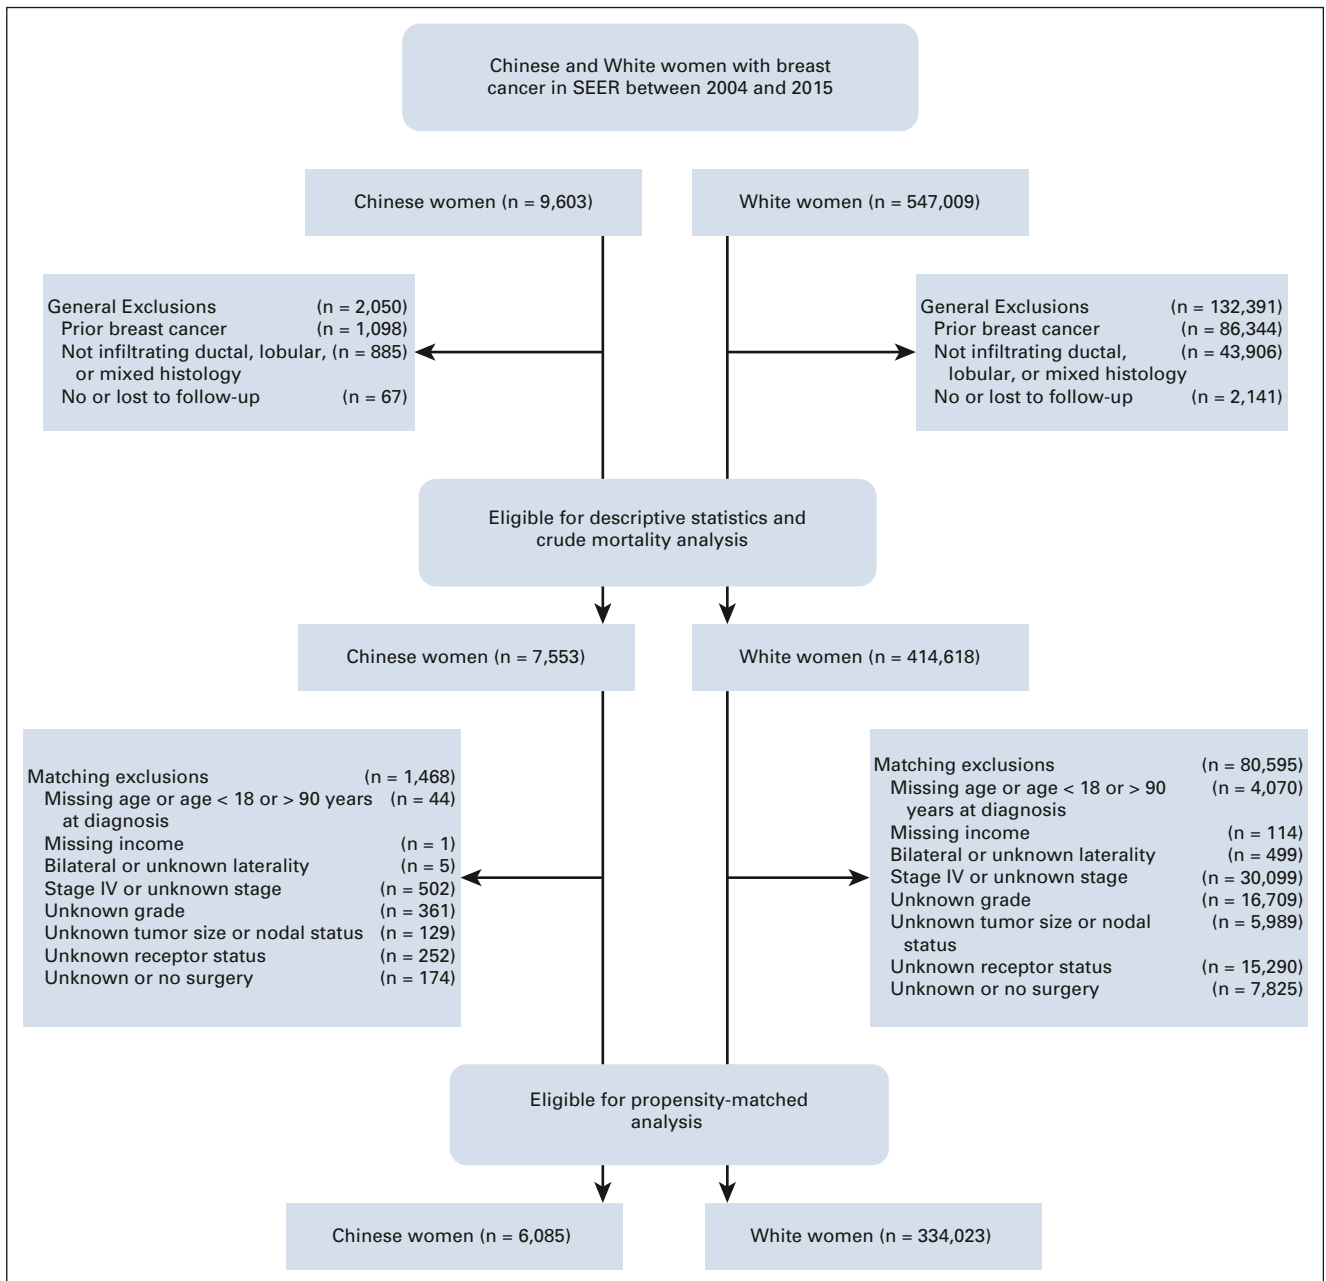 Chinese and White women with breast
cancer in SEER between 2004 and 2015
Chinese women (n = 9,603)
White women (n = 547,009)
General Exclusions (n = 2,050)
Prior breast cancer (n = 1,098)
Not infiltrating ductal, lobular, (n = 885)
or mixed histology
No or lost to follow-up (n = 67)
General Exclusions (n = 132,391)
Prior breast cancer (n = 86,344)
Not infiltrating ductal, (n = 43,906)
lobular, or mixed histology
No or lost to follow-up (n = 2,141)
Eligible for descriptive statistics and
crude mortality analysis
Chinese women (n = 7,553)
White women (n = 414,618)
Matching exclusions (n = 1,468)
Missing age or age < 18 or > 90 years (n = 44)
at diagnosis
Missing income (n = 1)
Bilateral or unknown laterality (n = 5)
Stage IV or unknown stage (n = 502)
Unknown grade (n = 361)
Unknown tumor size or nodal status (n = 129)
Unknown receptor status (n = 252)
Unknown or no surgery (n = 174)
Matching exclusions (n = 80,595)
Missing age or age < 18 or > 90 (n = 4,070)
years at diagnosis
Missing income (n = 114)
Bilateral or unknown laterality (n = 499)
Stage IV or unknown stage (n = 30,099)
Unknown grade (n = 16,709)
Unknown tumor size or nodal (n = 5,989)
status
Unknown receptor status (n = 15,290)
Unknown or no surgery (n = 7,825)
Eligible for propensity-matched
analysis
Chinese women (n = 6,085)
White women (n = 334,023)